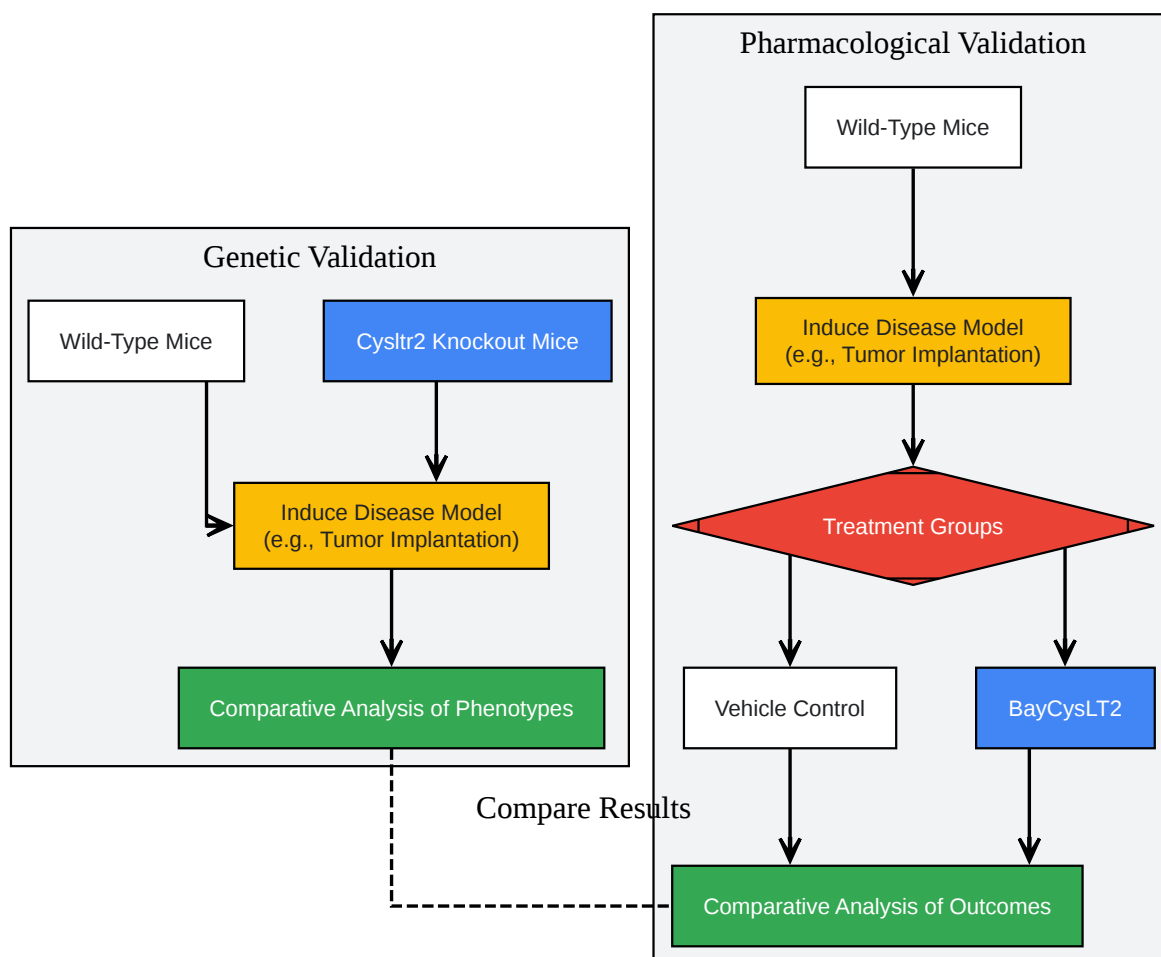 Genetic Validation
Wild-Type Mice
Cysltr2 Knockout Mice
Induce Disease Model
(e.g., Tumor Implantation)
Comparative Analysis of Phenotypes
Compare Results
Pharmacological Validation
Wild-Type Mice
Induce Disease Model
(e.g., Tumor Implantation)
Treatment Groups
Vehicle Control
BayCysLT2
Comparative Analysis of Outcomes